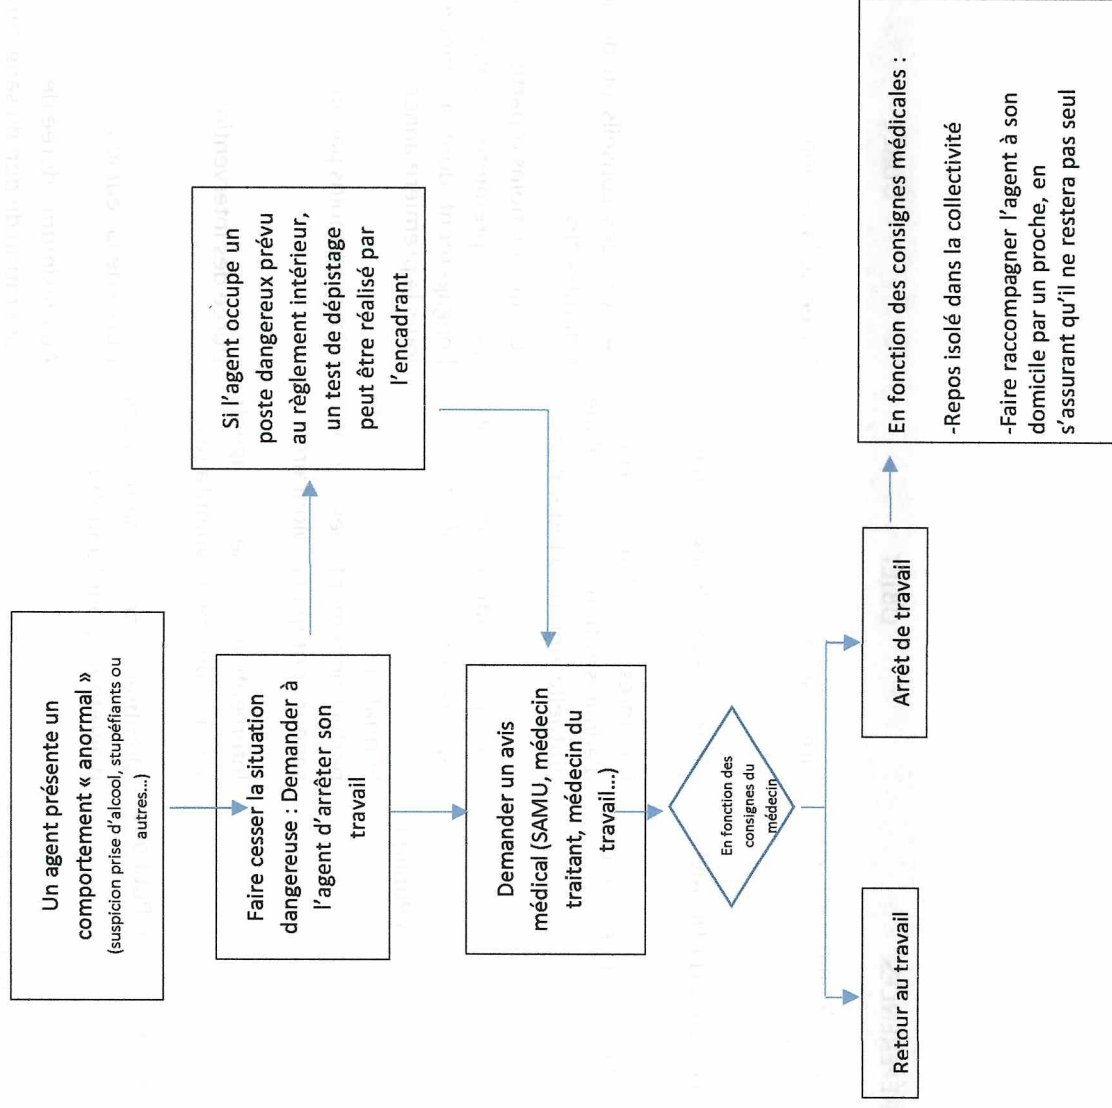 Un agent présente un
comportement « anormal »
(suspicion prise d'alcool, stupéfiants ou
autres...)
Faire cesser la situation
dangereuse : Demander à
l'agent d'arrêter son
travail
Si l'agent occupe un
poste dangereux prévu
au règlement intérieur,
un test de dépistage
peut être réalisé par
l'encadrant
Demander un avis
médical (SAMU, médecin
traitant, médecin du
travail...)
En fonction des
consignes du
médecin
Retour au travail
Arrêt de travail
En fonction des consignes médicales :
-Repos isolé dans la collectivité
-Faire raccompagner l'agent à son
domicile par un proche, en
s'assurant qu'il ne restera pas seul